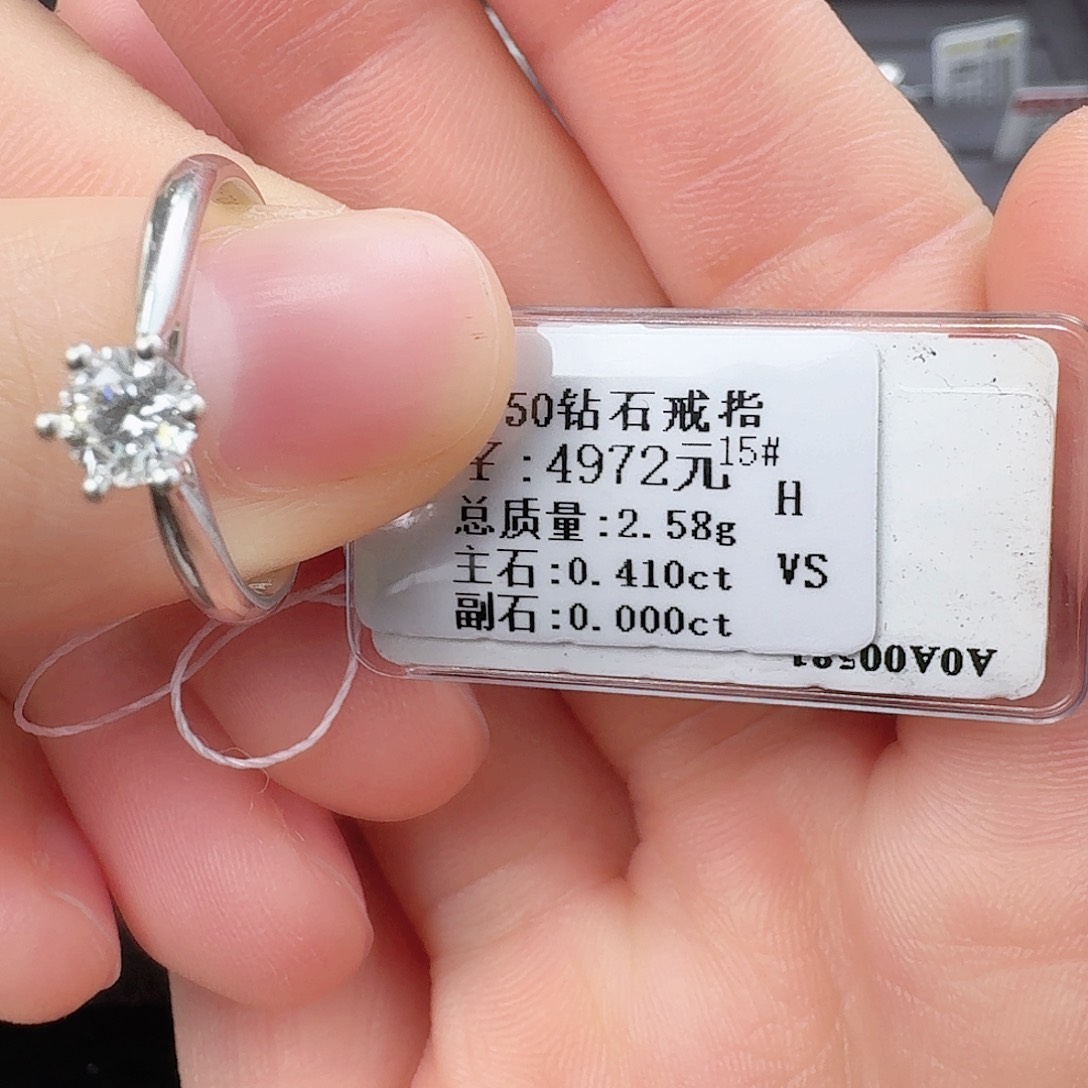 50钻石戒指
¥:4972元 15#
H
总质量:2.58g
主石:0.410ct VS
副石:0.000ct